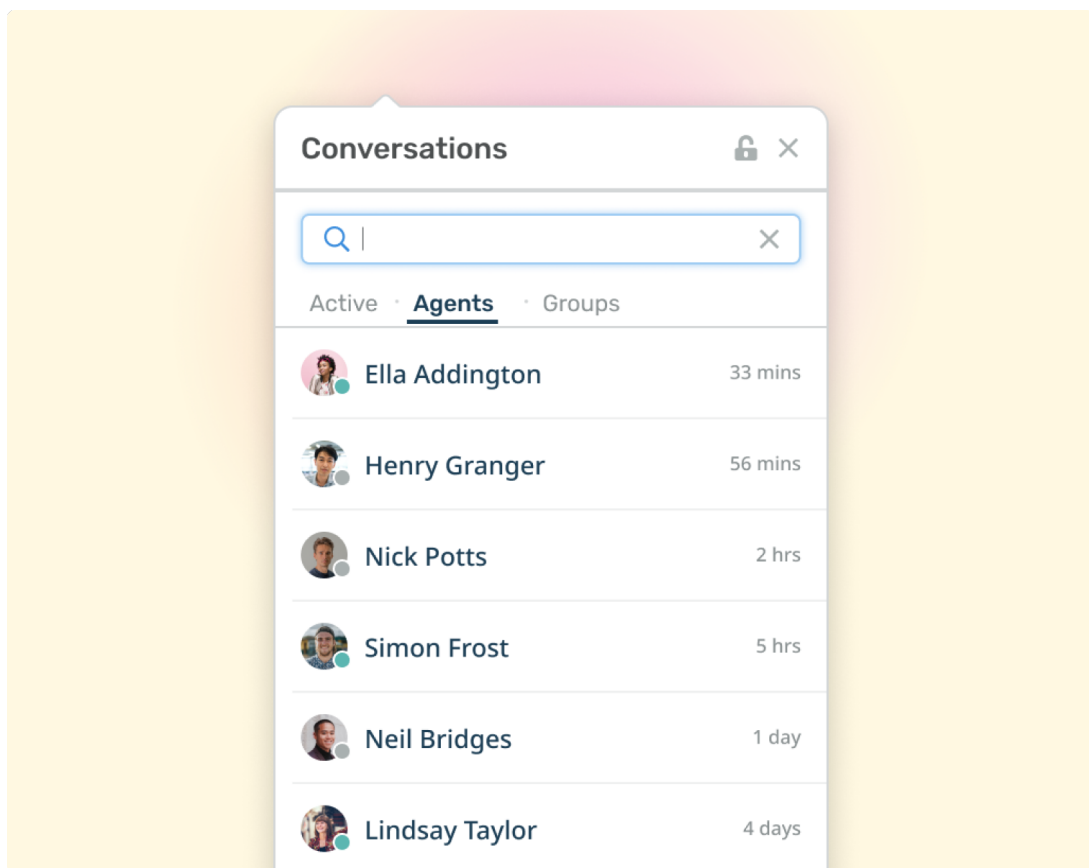 Conversations
Active · Agents · Groups
Ella Addington 33 mins
Henry Granger 56 mins
Nick Potts 2 hrs
Simon Frost 5 hrs
Neil Bridges 1 day
Lindsay Taylor 4 days